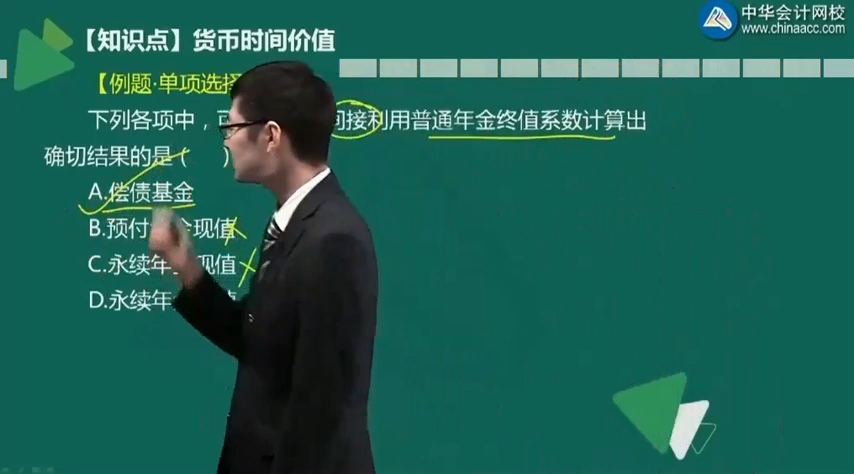 中华会计网校
www.chinaacc.com
【知识点】货币时间价值
【例题·单项选择
下列各项中，可 间接利用普通年金终值系数计算出
确切结果的是（ ）
A.偿债基金
B.预付 金现值
C.永续年 现值
D.永续年